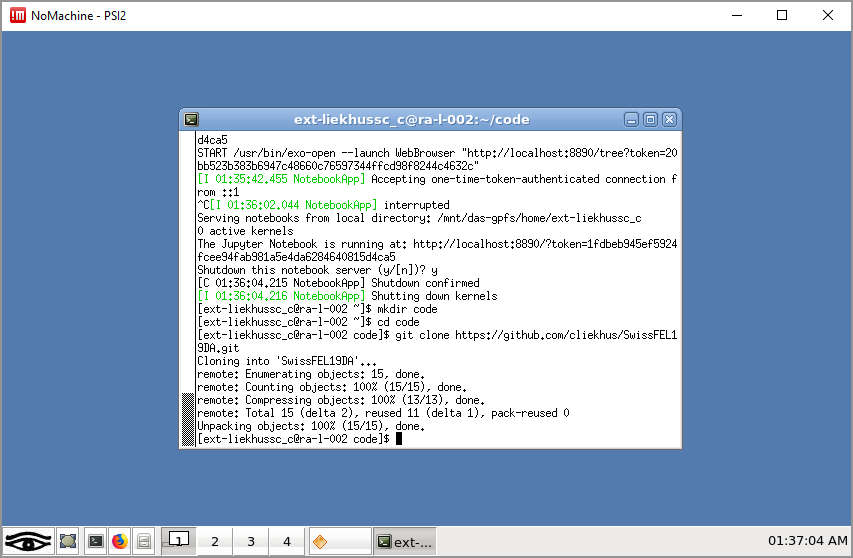 NoMachine - PSI2
ext-liekhussc_c@ra-l-002:~/code
d4ca5
START /usr/bin/exo-open --launch WebBrowser "http://localhost:8890/tree?token=20
bb523b383b6947c48660c76597344ffcd98f8244c4632c"
[I 01:35:42.455 NotebookApp] Accepting one-time-token-authenticated connection f
rom ::1
^C[I 01:36:02.044 NotebookApp] interrupted
Serving notebooks from local directory: /mnt/das-gpfs/home/ext-liekhussc_c
0 active kernels
The Jupyter Notebook is running at: http://localhost:8890/?token=1fdbeb945ef5924
fcee94fab981a5e4da6284640815d4ca5
Shutdown this notebook server (y/[n])? y
[C 01:36:04.215 NotebookApp] Shutdown confirmed
[I 01:36:04.216 NotebookApp] Shutting down kernels
[ext-liekhussc_c@ra-l-002 ~]$ mkdir code
[ext-liekhussc_c@ra-l-002 ~]$ cd code
[ext-liekhussc_c@ra-l-002 code]$ git clone https://github.com/cliekhus/SwissFEL1
9DA.git
Cloning into 'SwissFEL19DA'...
remote: Enumerating objects: 15, done.
remote: Counting objects: 100% (15/15), done.
remote: Compressing objects: 100% (13/13), done.
remote: Total 15 (delta 2), reused 11 (delta 1), pack-reused 0
Unpacking objects: 100% (15/15), done.
[ext-liekhussc_c@ra-l-002 code]$
1 2 3 4 ext-... 01:37:04 AM